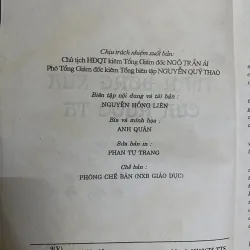 Chịu trách nhiệm xuất bản:
Chủ tịch HĐQT kiêm Tổng Giám đốc NGÔ TRẦN ÁI
Phó Tổng Giám đốc kiêm Tổng biên tập NGUYỄN QUÝ THAO
Biên tập nội dung và tái bản:
NGUYỄN HỒNG LIÊN
Bìa và minh họa:
ANH QUÂN
Sửa bản in:
PHAN TỰ TRANG
Chế bản:
PHÒNG CHẾ BẢN (NXB GIÁO DỤC)